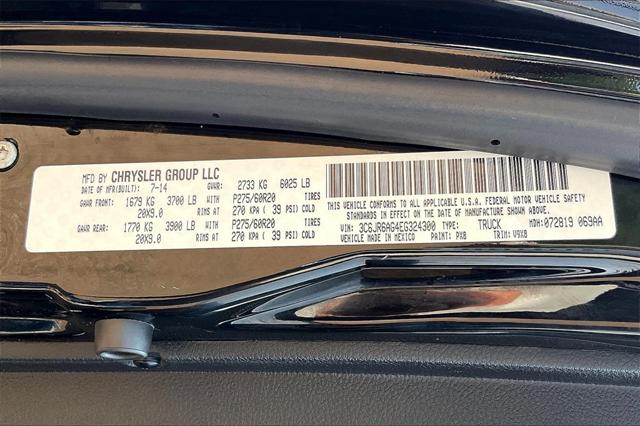 MFD BY CHRYSLER GROUP LLC
DATE OF MFR(BUILT): 7-14 GVWR: 2733 KG 6025 LB
GAWR FRONT: 1679 KG 3700 LB WITH P275/60R20 TIRES
20X9.0 RIMS AT 270 KPA ( 39 PSI) COLD
GAWR REAR: 1770 KG 3900 LB WITH P275/60R20 TIRES
20X9.0 RIMS AT 270 KPA ( 39 PSI) COLD
THIS VEHICLE CONFORMS TO ALL APPLICABLE U.S.A. FEDERAL MOTOR VEHICLE SAFETY
STANDARDS IN EFFECT ON THE DATE OF MANUFACTURE SHOWN ABOVE.
VIN: 3C6JR6AG4EG324300 TYPE: TRUCK MDH: 072819 069AA
MADE IN MEXICO PAINT: PX8 TRIM: V9X8